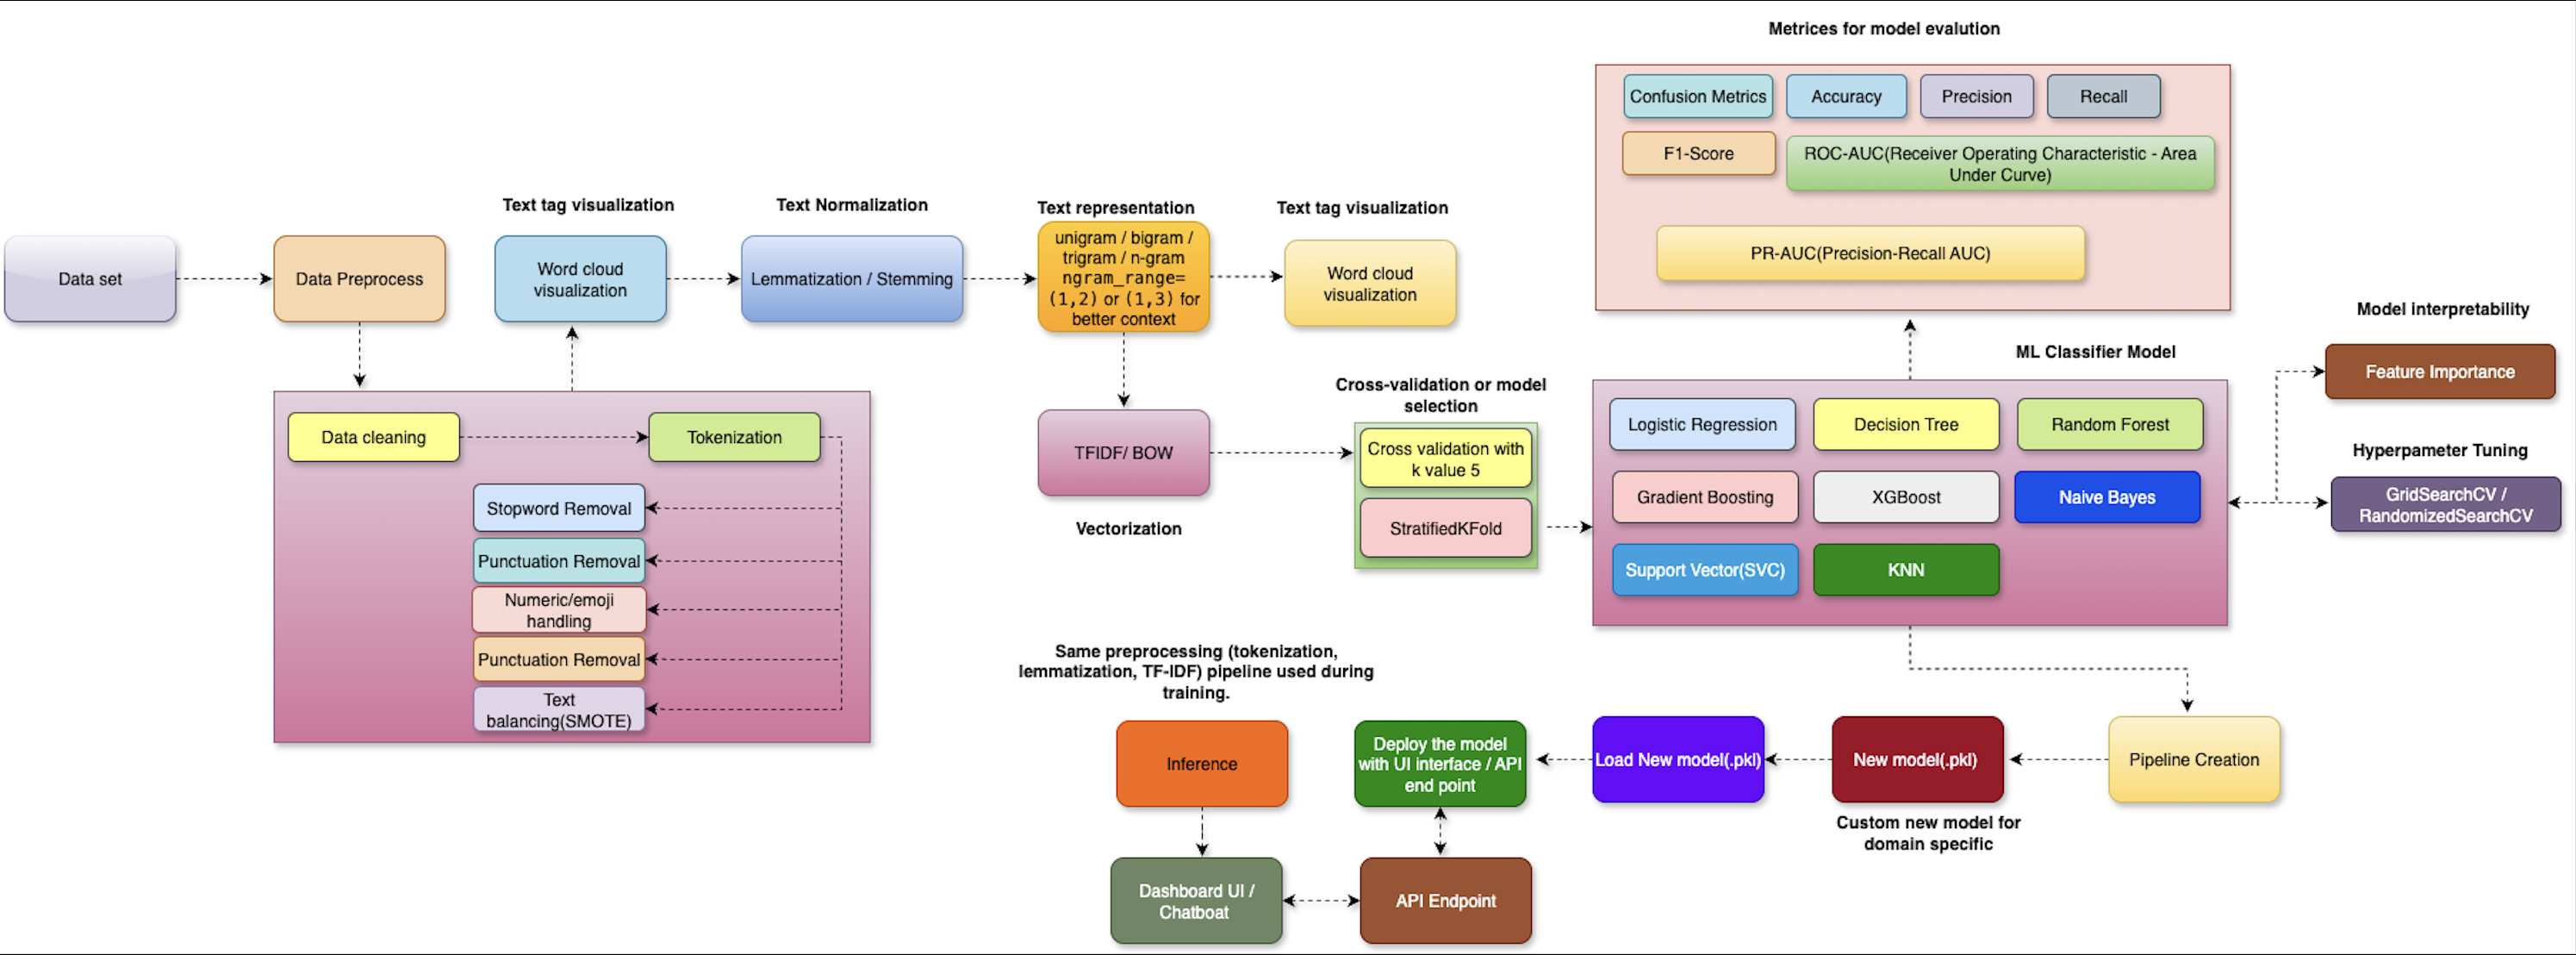 Metrices for model evalution
Confusion Metrics
Accuracy
Precision
Recall
F1-Score
ROC-AUC(Receiver Operating Characteristic - Area
Under Curve)
PR-AUC(Precision-Recall AUC)
Text tag visualization
Text Normalization
Text representation
Text tag visualization
Data set
Data Preprocess
Word cloud
visualization
Lemmatization / Stemming
unigram / bigram /
trigram / n-gram
ngram_range=
(1,2) or (1,3) for
better context
Word cloud
visualization
Data cleaning
Tokenization
Stopword Removal
Punctuation Removal
Numeric/emoji
handling
Punctuation Removal
Text
balancing(SMOTE)
TFIDF/ BOW
Vectorization
Cross-validation or model
selection
Cross validation with
k value 5
StratifiedKFold
ML Classifier Model
Logistic Regression
Decision Tree
Random Forest
Gradient Boosting
XGBoost
Naive Bayes
Support Vector(SVC)
KNN
Model interpretability
Feature Importance
Hyperpameter Tuning
GridSearchCV /
RandomizedSearchCV
Same preprocessing (tokenization,
lemmatization, TF-IDF) pipeline used during
training.
Inference
Deploy the model
with UI interface / API
end point
Load New model(.pkl)
New model(.pkl)
Pipeline Creation
Custom new model for
domain specific
Dashboard UI /
Chatboat
API Endpoint